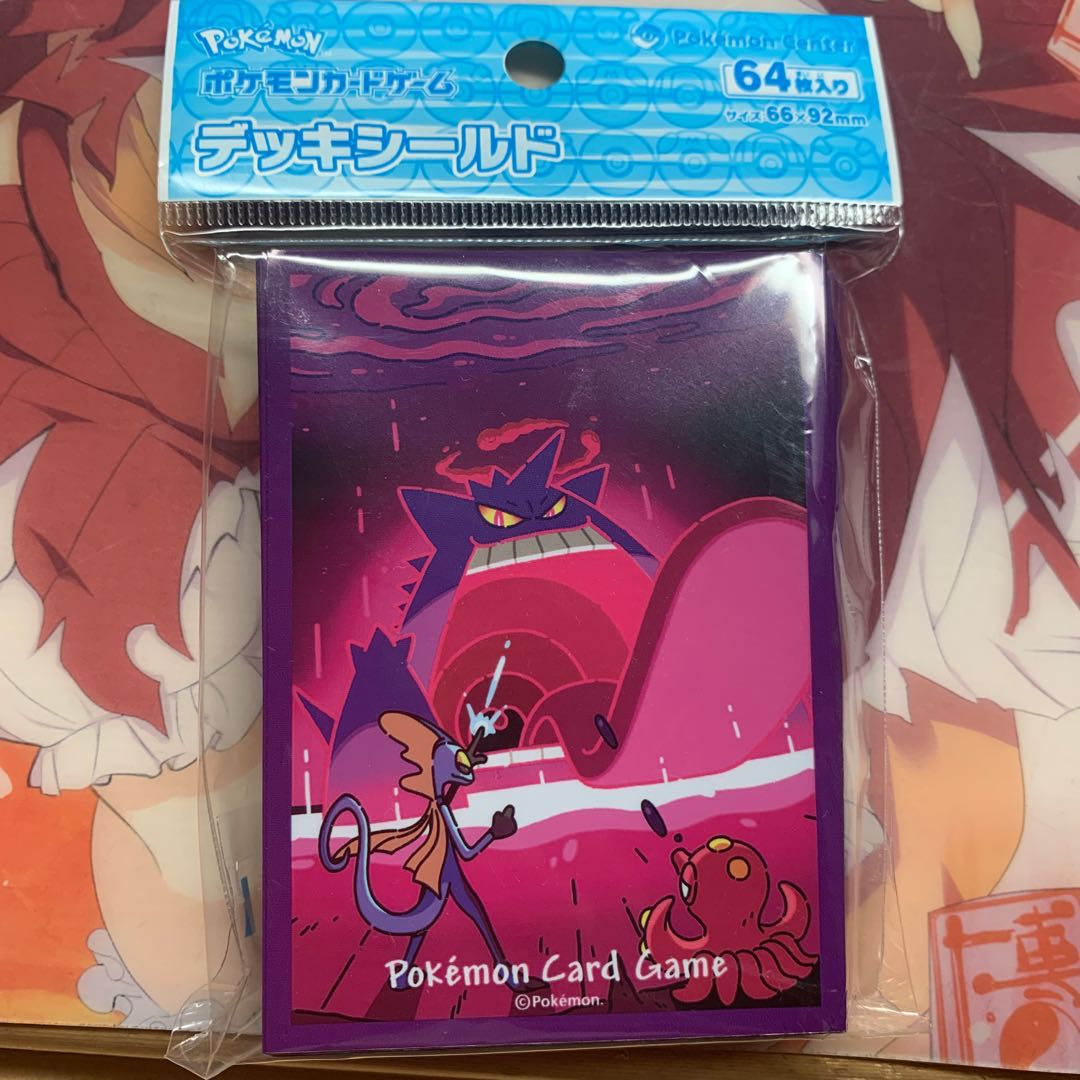 POKéMON
Pokémon Center
ポケモンカードゲーム
64枚入り
サイズ:66×92mm
デッキシールド
Pokémon Card Game
©Pokémon.